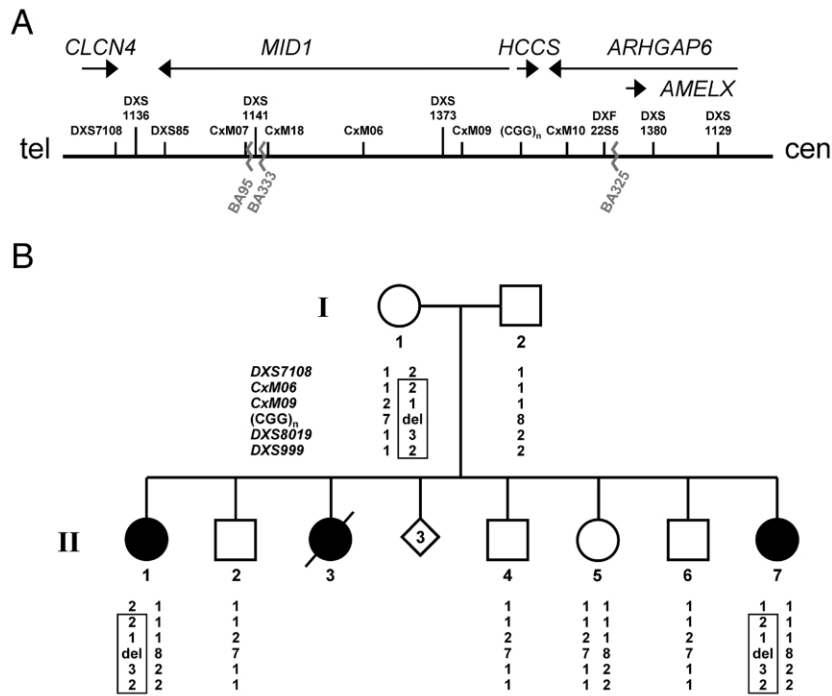 A
CLCN4 MID1 HCCS ARHGAP6
AMELX
DXS DXS DXS DXF DXS DXS
1136 1141 1373 22S5 1380 1129
DXS7108 DXS85 CxM07 CxM18 CxM06 CxM09 (CGG)n CxM10
tel cen
BA95 BA333 BA325
B
I
1 2
DXS7108 1 2 1
CxM06 1 2 1
CxM09 2 1 1
(CGG)n 7 del 8
DXS8019 1 3 2
DXS999 1 2 2
II 3
1 2 3 4 5 6 7
2 1 1 1 1 1 1 1 1
2 1 1 1 1 1 1 2 1
1 1 2 2 2 1 2 1 1
del 8 7 7 7 8 7 del 8
3 2 1 1 1 2 1 3 2
2 2 1 1 1 2 1 2 2